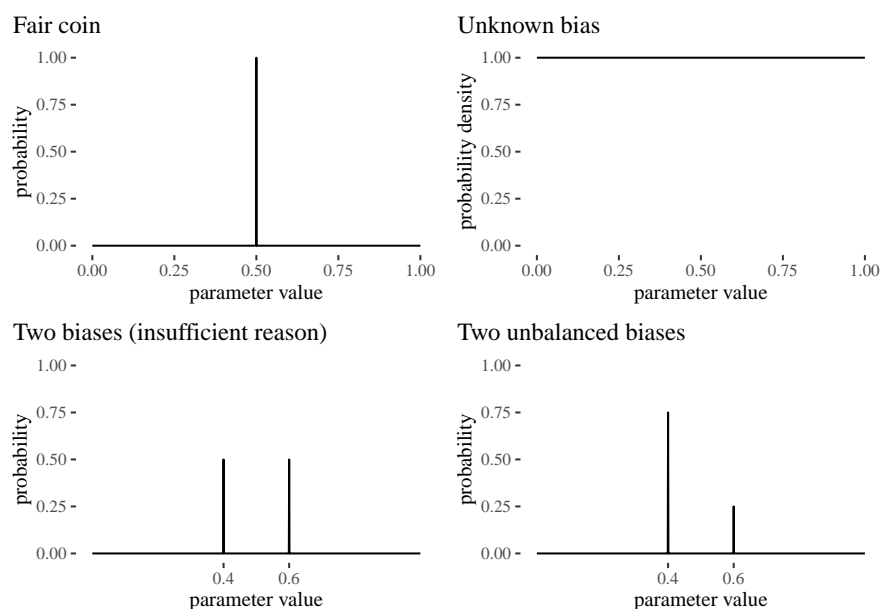 Fair coin
probability
1.00
0.75
0.50
0.25
0.00
0.00 0.25 0.50 0.75 1.00
parameter value
Unknown bias
probability density
1.00
0.75
0.50
0.25
0.00
0.00 0.25 0.50 0.75 1.00
parameter value
Two biases (insufficient reason)
probability
1.00
0.75
0.50
0.25
0.00
0.4 0.6
parameter value
Two unbalanced biases
probability
1.00
0.75
0.50
0.25
0.00
0.4 0.6
parameter value